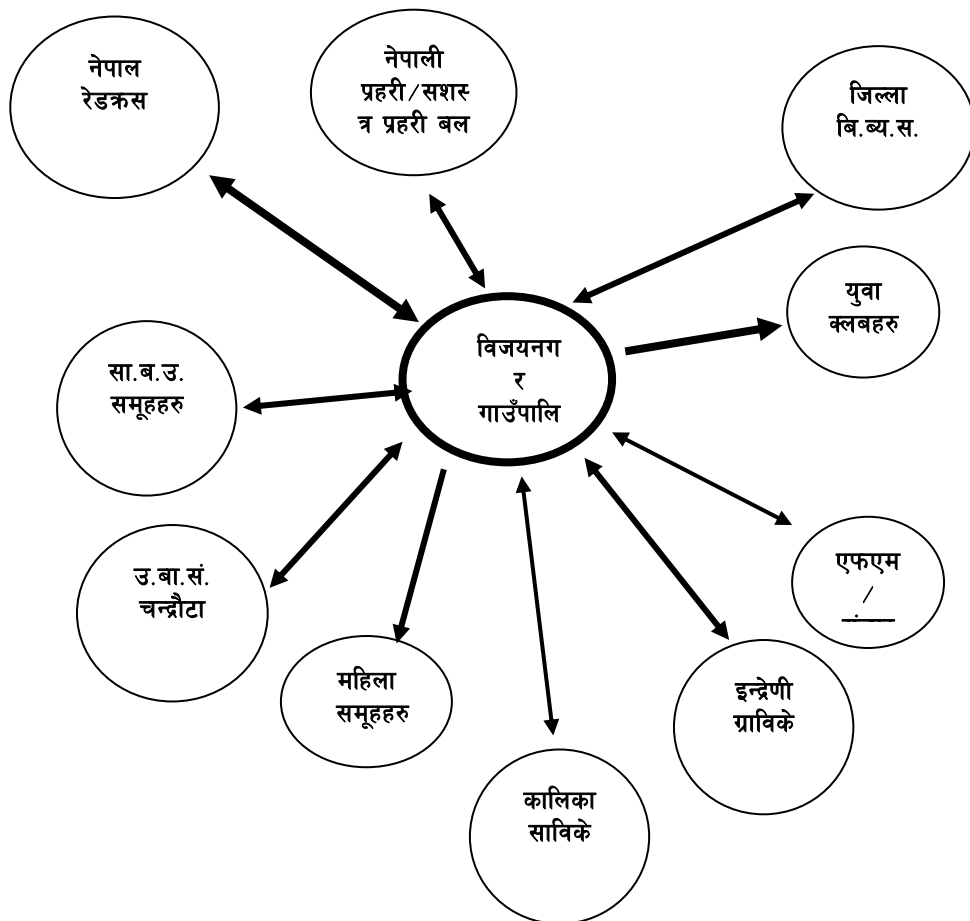 नेपाल
रेडक्रस
नेपाली
प्रहरी/सशस्
त्र प्रहरी बल
जिल्ला
बि.ब्य.स.
युवा
क्लबहरु
विजयनग
र
गाउँपालि
सा.ब.उ.
समूहहरु
उ.बा.सं.
चन्द्रौटा
एफएम
/
महिला
समूहहरु
इन्द्रेणी
ग्राविके
कालिका
साविके